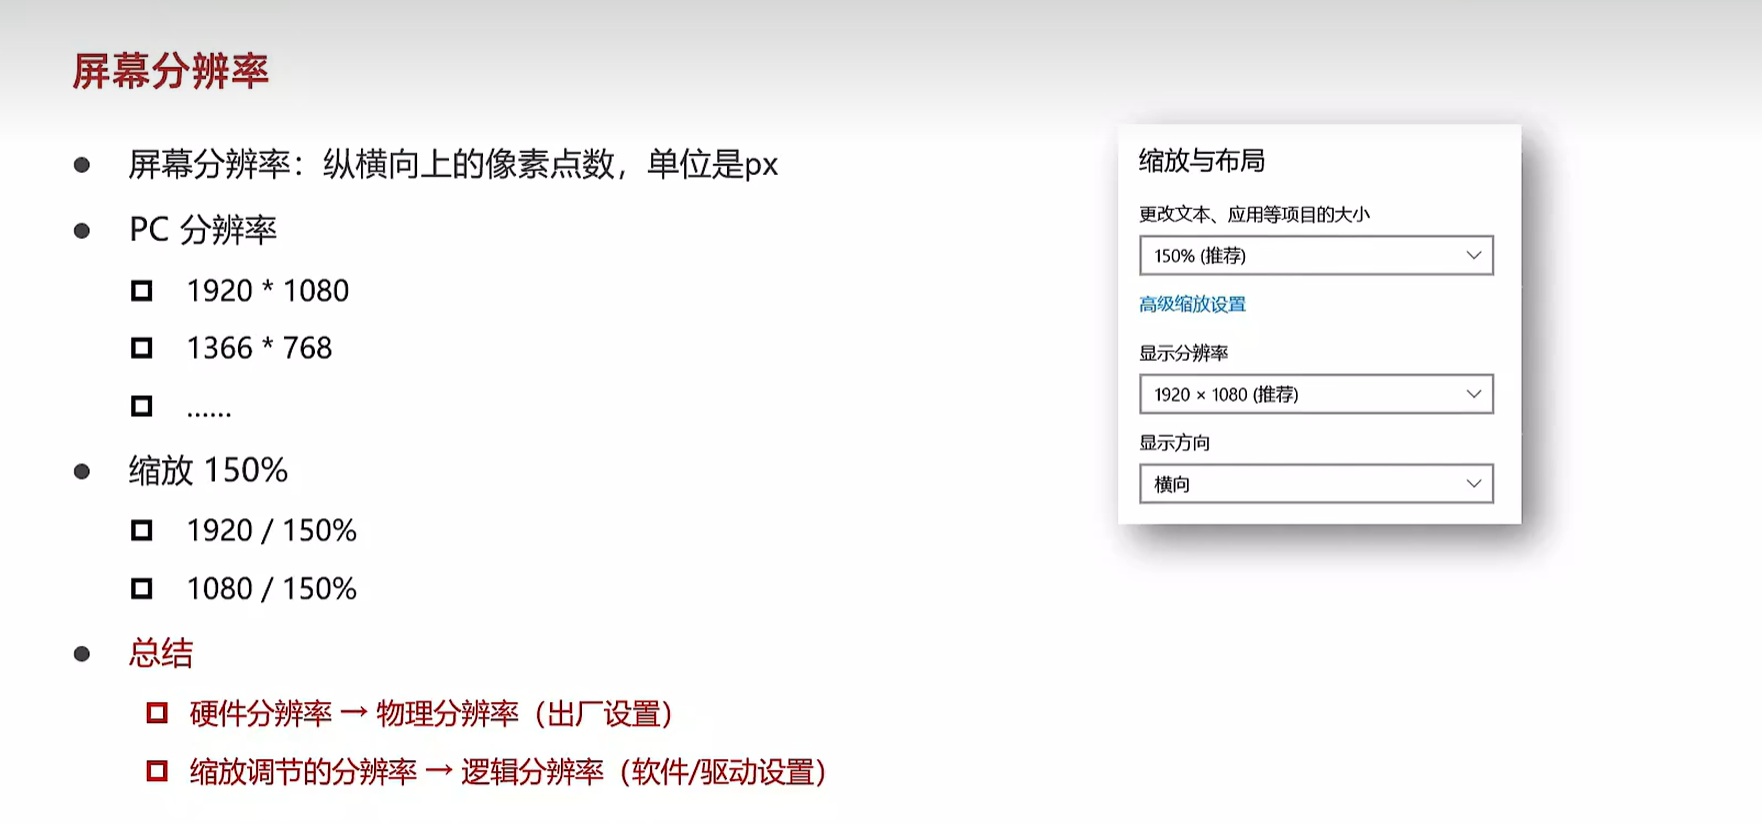 屏幕分辨率
屏幕分辨率：纵横向上的像素点数，单位是px
PC 分辨率
1920 * 1080
1366 * 768
......
缩放 150%
1920 / 150%
1080 / 150%
总结
硬件分辨率 → 物理分辨率（出厂设置）
缩放调节的分辨率 → 逻辑分辨率（软件/驱动设置）
缩放与布局
更改文本、应用等项目的大小
150% (推荐)
高级缩放设置
显示分辨率
1920 × 1080 (推荐)
显示方向
横向